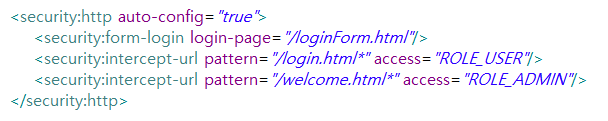 <security:http auto-config="true">
<security:form-login login-page="/loginForm.html"/>
<security:intercept-url pattern="/login.html*" access="ROLE_USER"/>
<security:intercept-url pattern="/welcome.html*" access="ROLE_ADMIN"/>
</security:http>